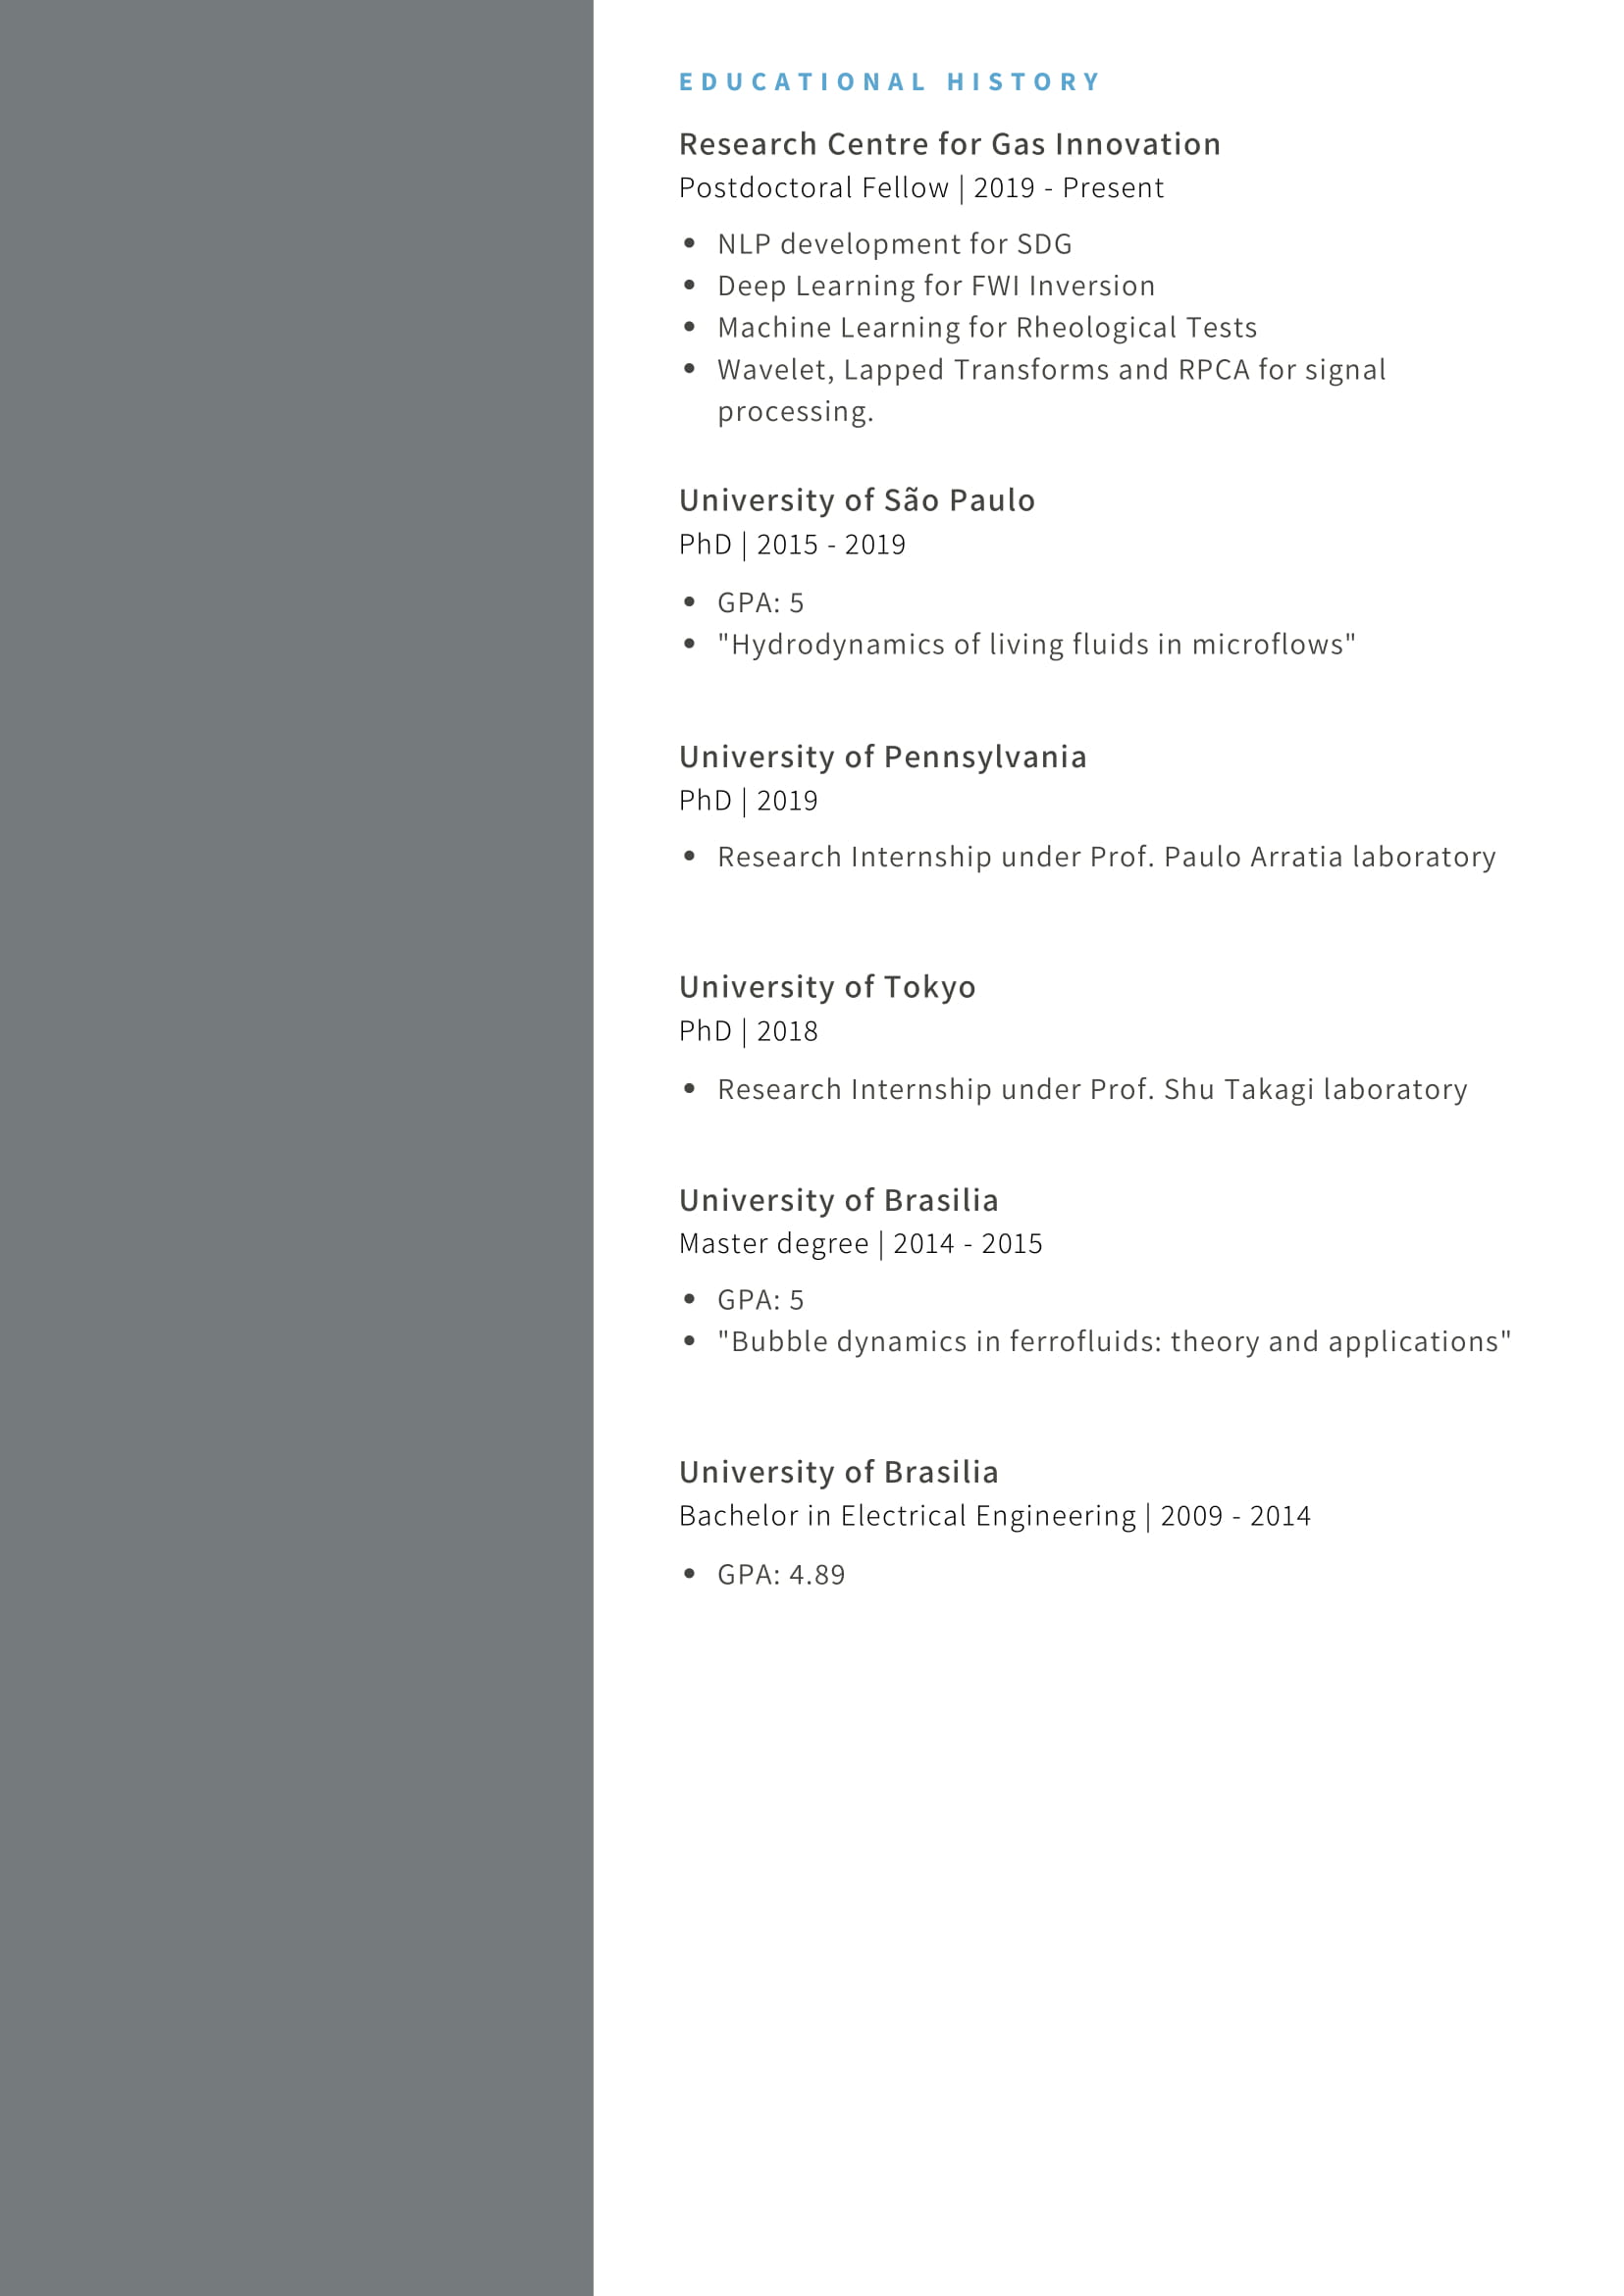 EDUCATIONAL HISTORY
Research Centre for Gas Innovation
Postdoctoral Fellow | 2019 - Present
• NLP development for SDG
• Deep Learning for FWI Inversion
• Machine Learning for Rheological Tests
• Wavelet, Lapped Transforms and RPCA for signal
processing.
University of São Paulo
PhD | 2015 - 2019
• GPA: 5
• "Hydrodynamics of living fluids in microflows"
University of Pennsylvania
PhD | 2019
• Research Internship under Prof. Paulo Arratia laboratory
University of Tokyo
PhD | 2018
• Research Internship under Prof. Shu Takagi laboratory
University of Brasilia
Master degree | 2014 - 2015
• GPA: 5
• "Bubble dynamics in ferrofluids: theory and applications"
University of Brasilia
Bachelor in Electrical Engineering | 2009 - 2014
• GPA: 4.89